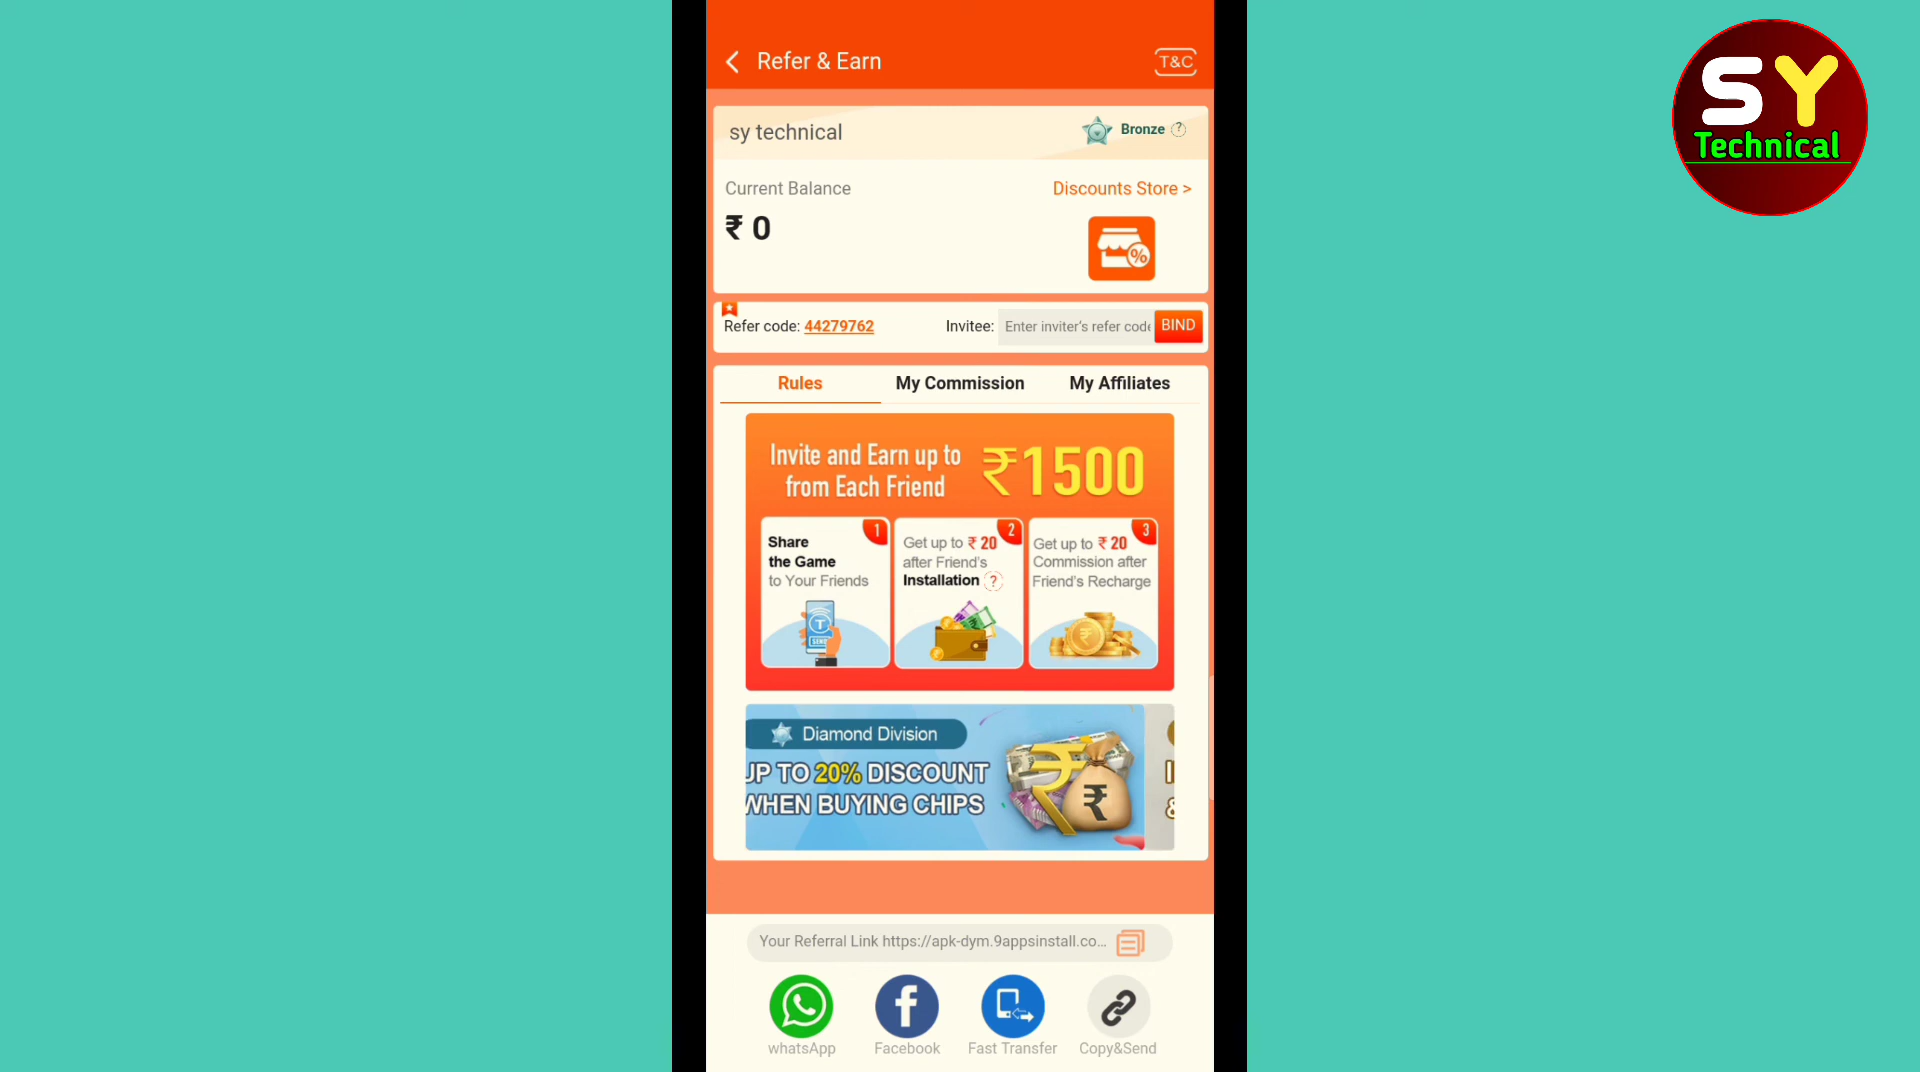 Refer & Earn
T&C
SY
Technical
sy technical
Bronze ?
Current Balance
Discounts Store >
₹ 0
%
Refer code: 44279762
Invitee:
Enter inviter's refer code
BIND
Rules
My Commission
My Affiliates
Invite and Earn up to
from Each Friend
₹1500
1
Share
the Game
to Your Friends
T
SEND
2
Get up to ₹ 20
after Friend's
Installation ?
3
Get up to ₹ 20
Commission after
Friend's Recharge
₹
Diamond Division
UP TO 20% DISCOUNT
WHEN BUYING CHIPS
₹
₹
&
Your Referral Link https://apk-dym.9appsinstall.co...
whatsApp
Facebook
Fast Transfer
Copy&Send